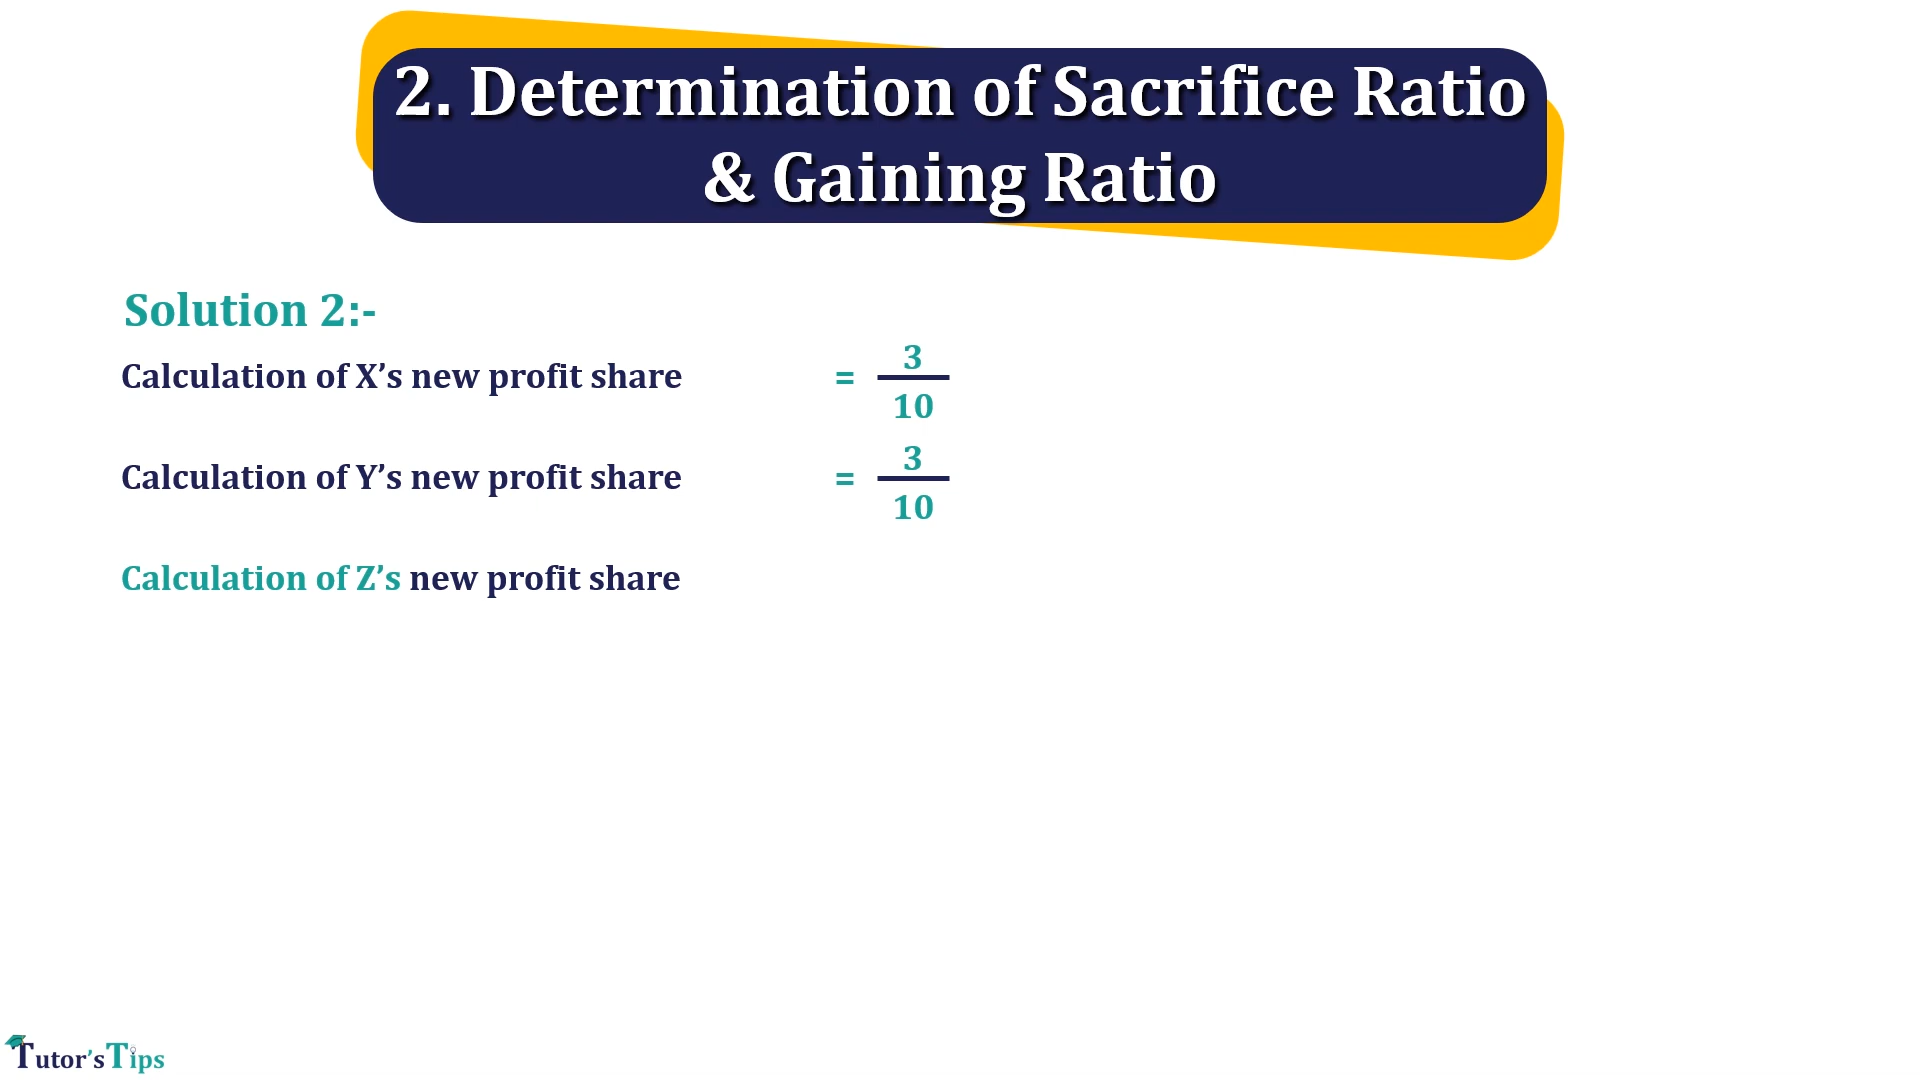 2. Determination of Sacrifice Ratio
& Gaining Ratio
Solution 2:-
Calculation of X’s new profit share = 3/10
Calculation of Y’s new profit share = 3/10
Calculation of Z’s new profit share
Tutor’sTips